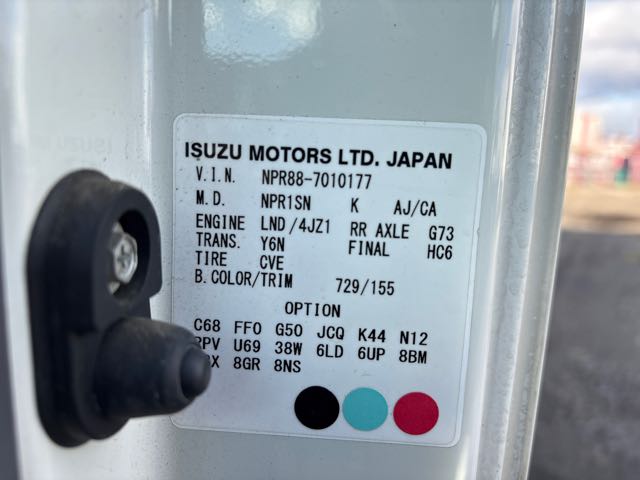 ISUZU MOTORS LTD. JAPAN
V.I.N. NPR88-7010177
M.D. NPR1SN K AJ/CA
ENGINE LND/4JZ1 RR AXLE G73
TRANS. Y6N FINAL HC6
TIRE CVE
B.COLOR/TRIM 729/155
OPTION
C68 FF0 G50 JCQ K44 N12
U69 38W 6LD 6UP 8BM
8GR 8NS